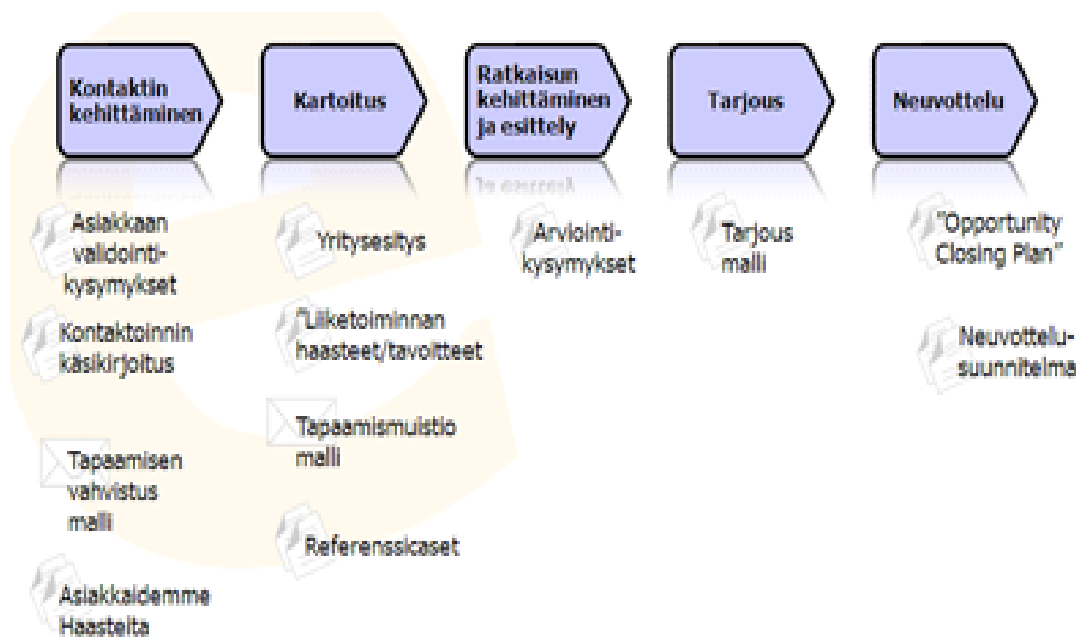 Kontaktin
kehittäminen
Kartoitus
Ratkaisun
kehittäminen
ja esittely
Tarjous
Neuvottelu
Asiakkaan
validointi-
kysymykset
Kontaktoinnin
käsikirjoitus
Tapaamisen
vahvistus
malli
Asiakkaidemme
Haasteita
Yritysesitys
"Liiketoiminnan
haasteet/tavoitteet
Tapaamismuistio
malli
Referenssicaset
Arviointi-
kysymykset
Tarjous
malli
"Opportunity
Closing Plan"
Neuvottelu-
suunnitelma